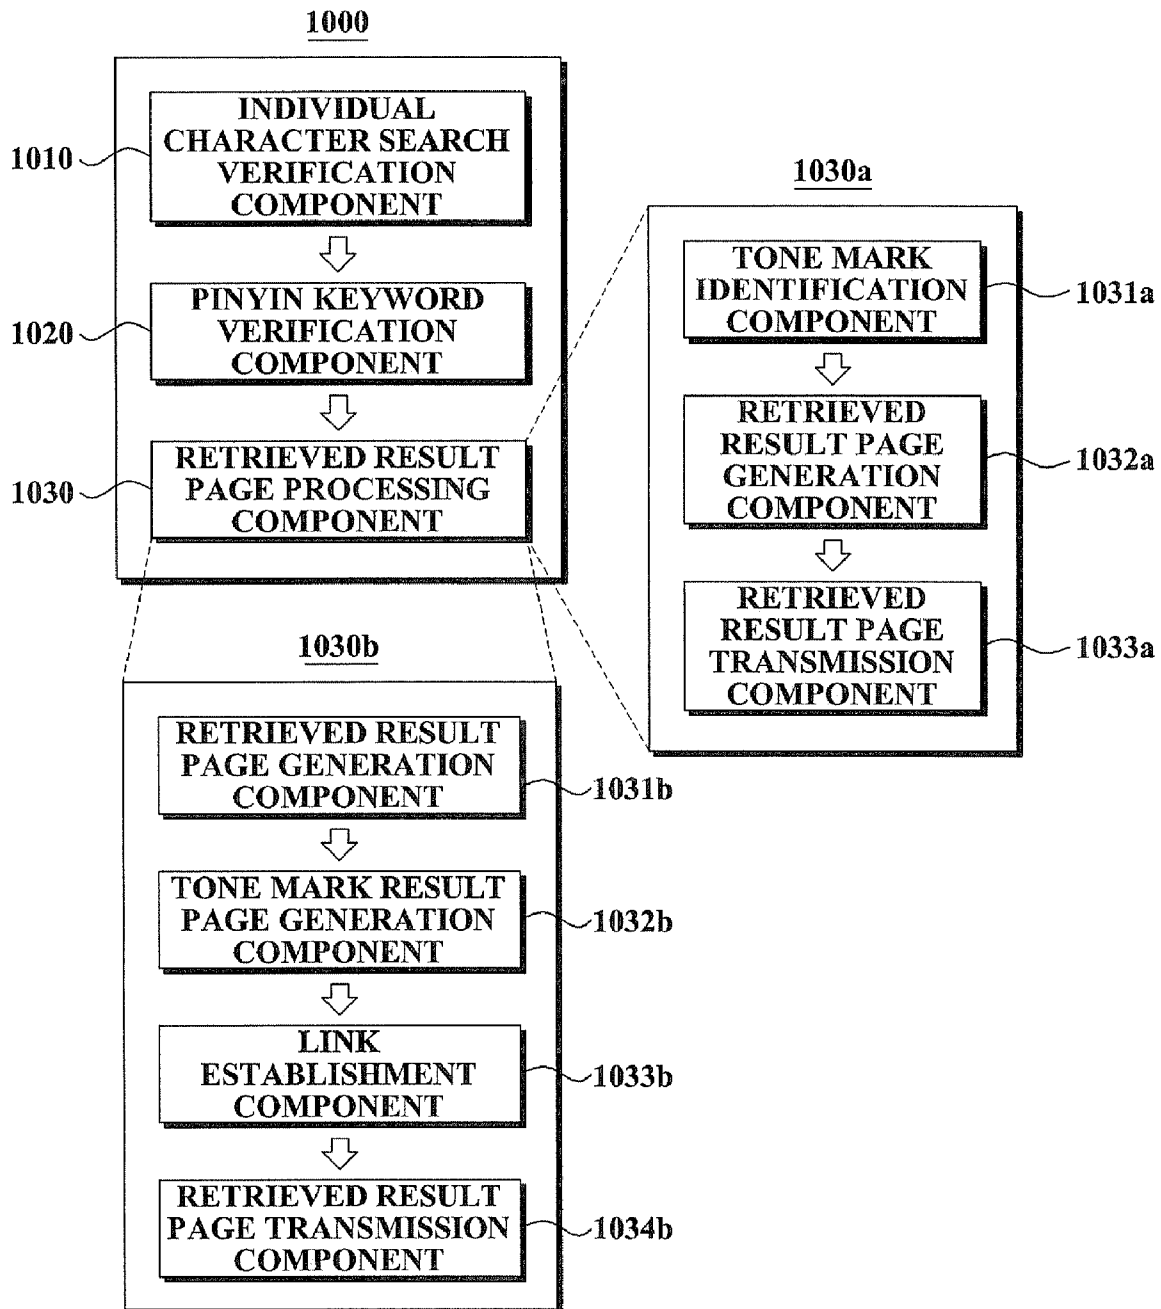 1000
INDIVIDUAL
CHARACTER SEARCH
VERIFICATION
COMPONENT
1010
PINYIN KEYWORD
VERIFICATION
COMPONENT
1020
RETRIEVED RESULT
PAGE PROCESSING
COMPONENT
1030
1030a
TONE MARK
IDENTIFICATION
COMPONENT
1031a
RETRIEVED
RESULT PAGE
GENERATION
COMPONENT
1032a
RETRIEVED
RESULT PAGE
TRANSMISSION
COMPONENT
1033a
1030b
RETRIEVED RESULT
PAGE GENERATION
COMPONENT
1031b
TONE MARK RESULT
PAGE GENERATION
COMPONENT
1032b
LINK
ESTABLISHMENT
COMPONENT
1033b
RETRIEVED RESULT
PAGE TRANSMISSION
COMPONENT
1034b